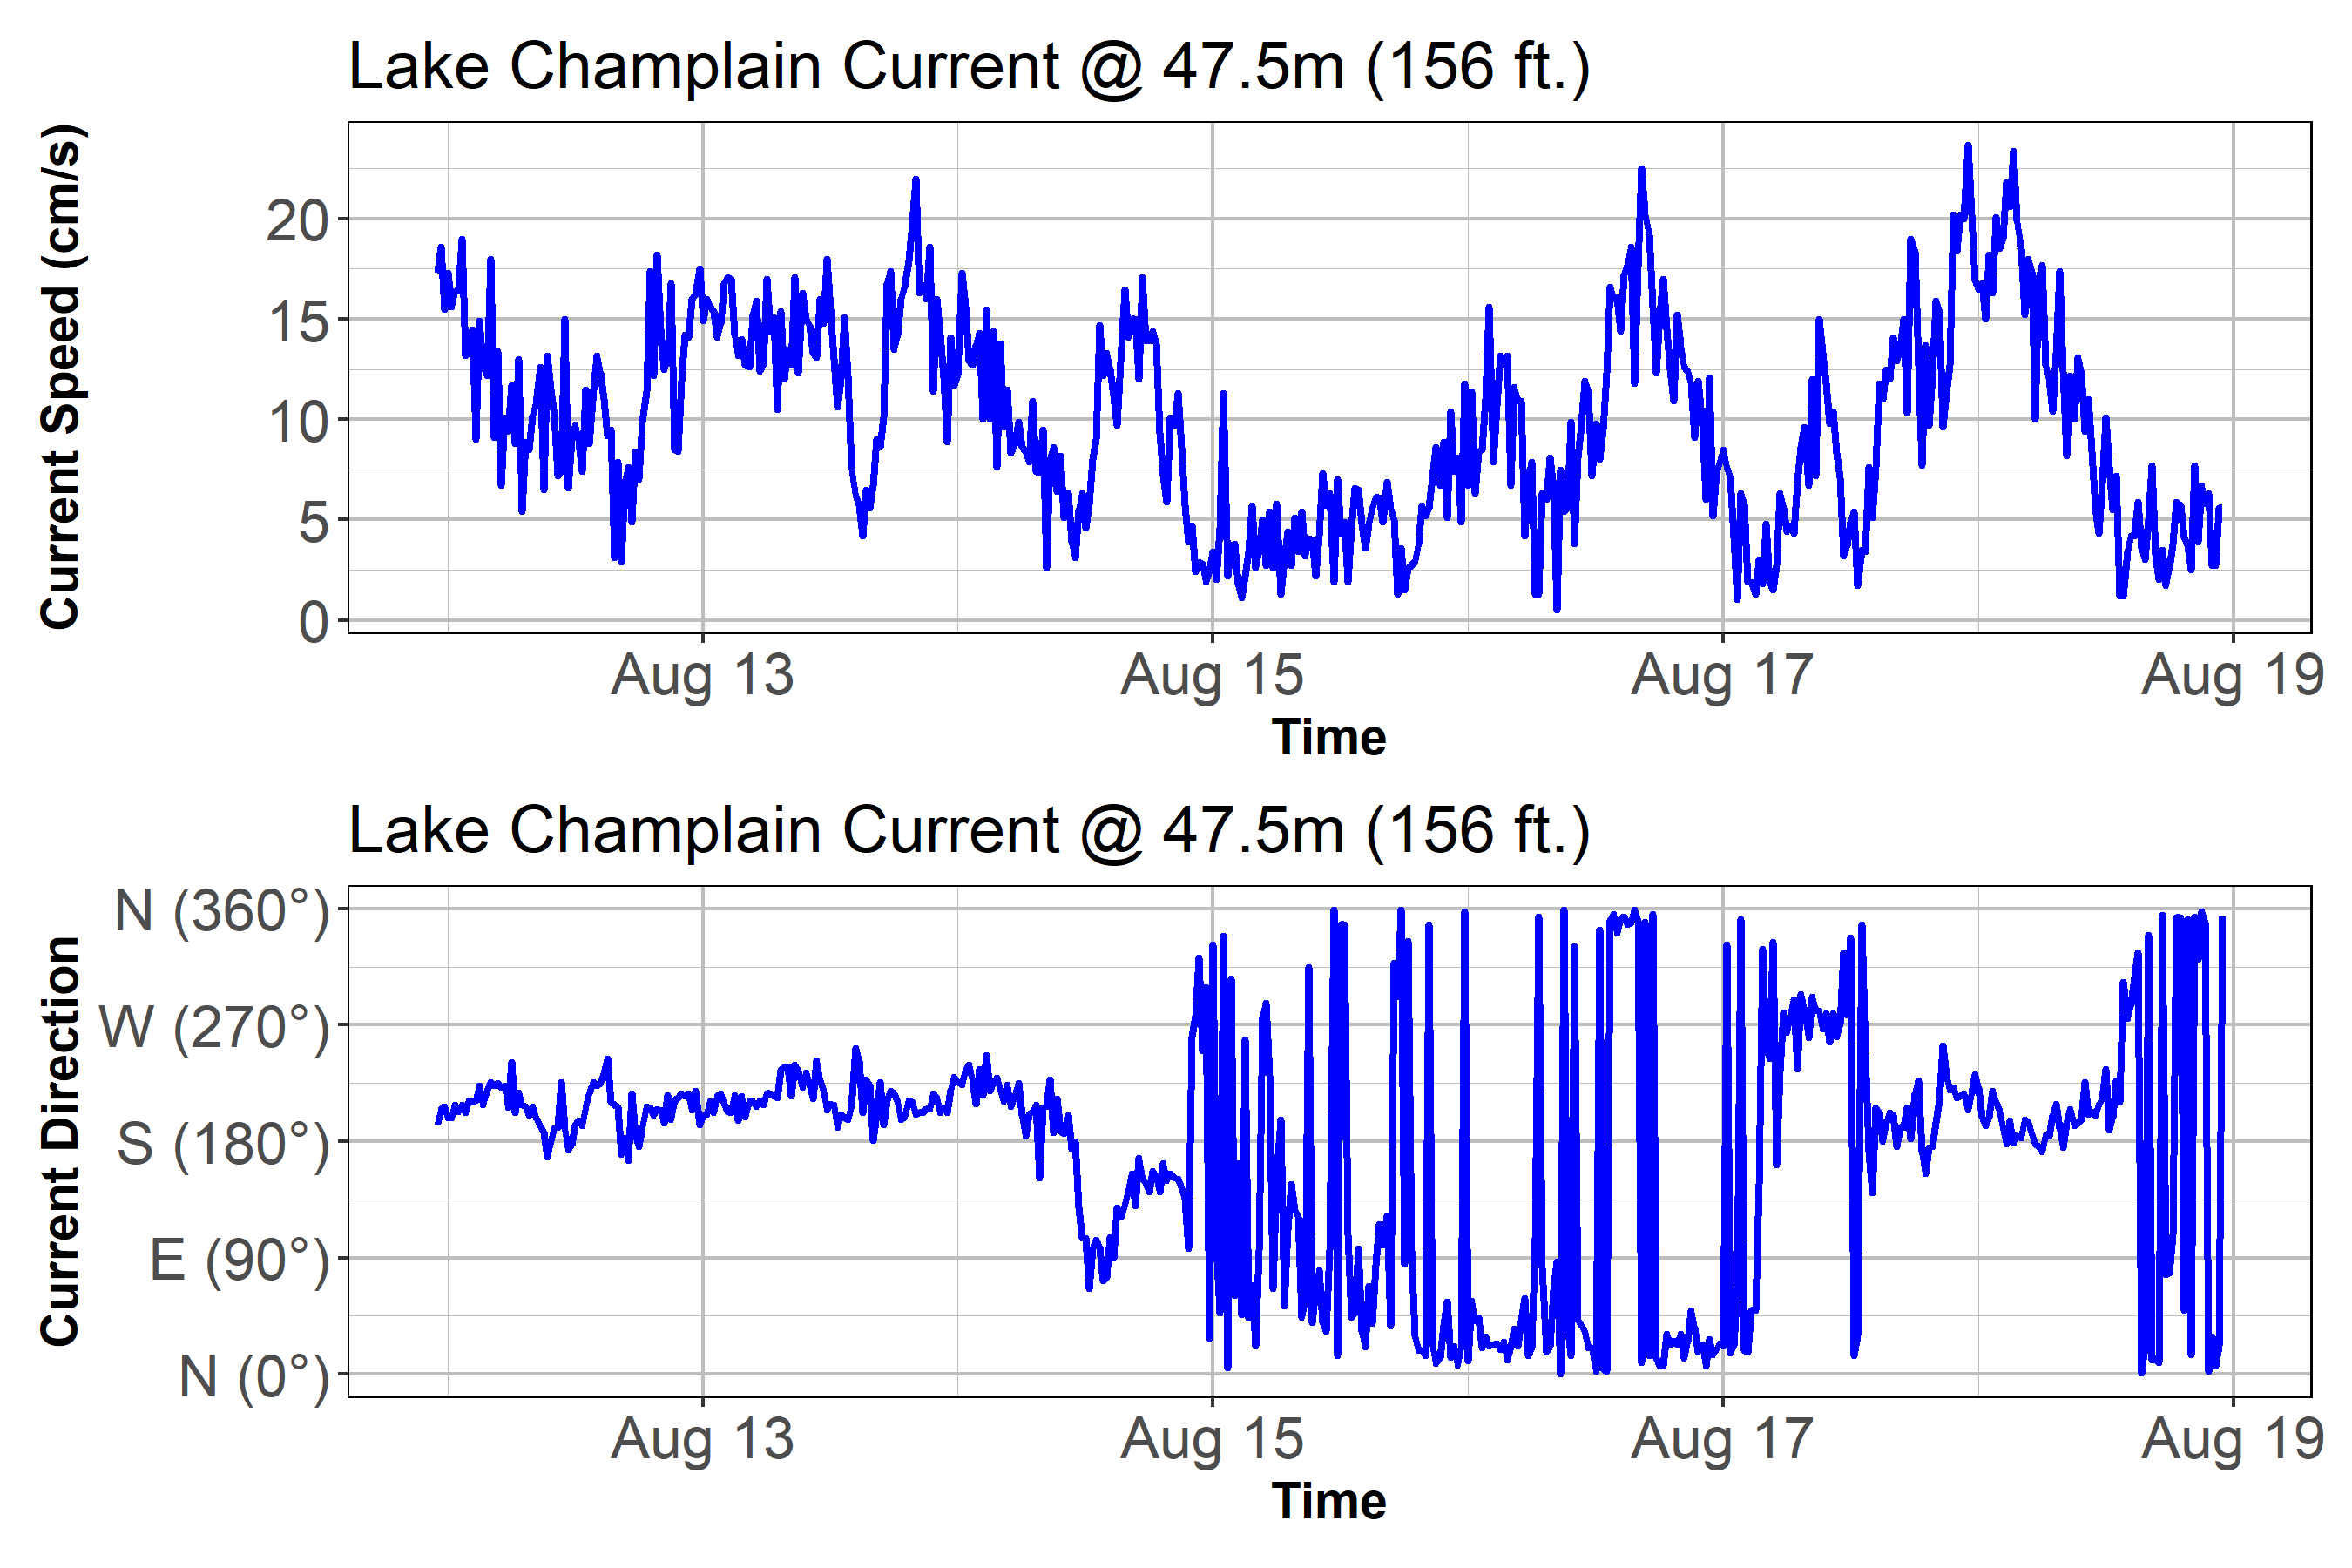 Lake Champlain Current @ 47.5m (156 ft.)
Current Speed (cm/s)
20
15
10
5
0
Aug 13 Aug 15 Aug 17 Aug 19
Time
Lake Champlain Current @ 47.5m (156 ft.)
Current Direction
N (360°)
W (270°)
S (180°)
E (90°)
N (0°)
Aug 13 Aug 15 Aug 17 Aug 19
Time